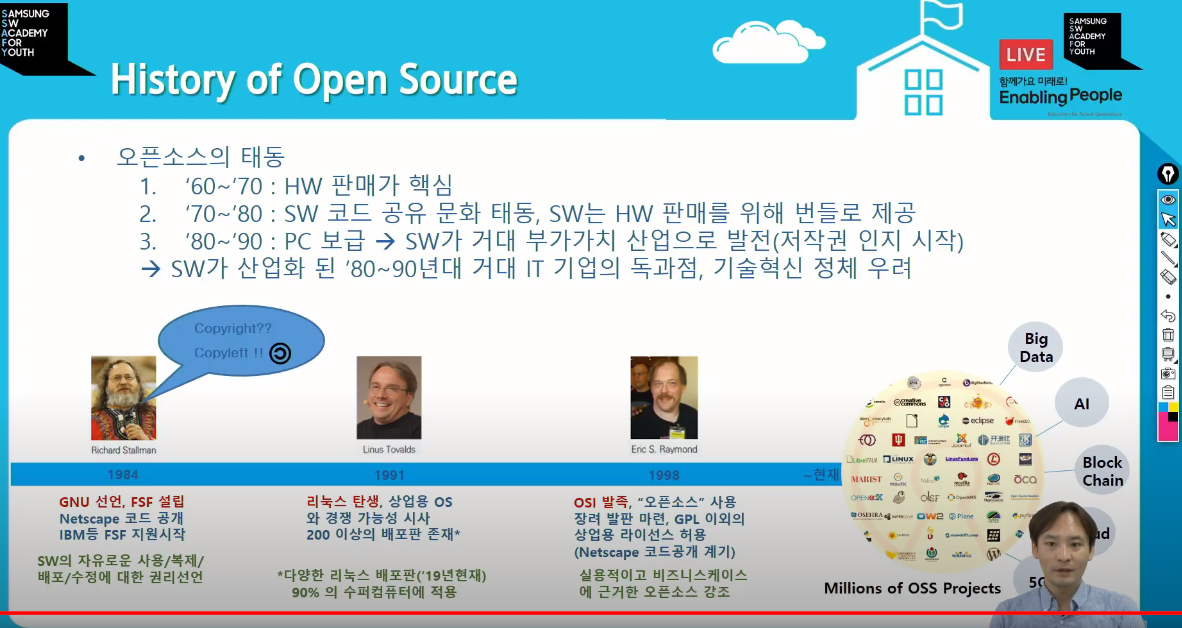 SAMSUNG
SW
ACADEMY
FOR
YOUTH
History of Open Source
LIVE
SAMSUNG
SW
ACADEMY
FOR
YOUTH
함께가요 미래로!
Enabling People
• 오픈소스의 태동
1. ‘60~‘70 : HW 판매가 핵심
2. ‘70~‘80 : SW 코드 공유 문화 태동, SW는 HW 판매를 위해 번들로 제공
3. ’80~‘90 : PC 보급 → SW가 거대 부가가치 산업으로 발전(저작권 인지 시작)
→ SW가 산업화 된 ’80~90년대 거대 IT 기업의 독과점, 기술혁신 정체 우려
Copyright??
Copyleft !!
Richard Stallman
Linus Tovalds
Eric S. Raymond
1984
1991
1998
~현재
GNU 선언, FSF 설립
Netscape 코드 공개
IBM등 FSF 지원시작
SW의 자유로운 사용/복제/
배포/수정에 대한 권리선언
리눅스 탄생, 상업용 OS
와 경쟁 가능성 시사
200 이상의 배포판 존재*
*다양한 리눅스 배포판(‘19년현재)
90% 의 수퍼컴퓨터에 적용
OSI 발족, “오픈소스” 사용
장려 발판 마련, GPL 이외의
상업용 라이선스 허용
(Netscape 코드공개 계기)
실용적이고 비즈니스케이스
에 근거한 오픈소스 강조
Big
Data
AI
Block
Chain
creative
commons
eclipse
Joomla!
LibreTALK
LINUX
MARIST
mozilla
OLSF
OpenMRS
OSEHRA
OW2
Plone
Millions of OSS Projects